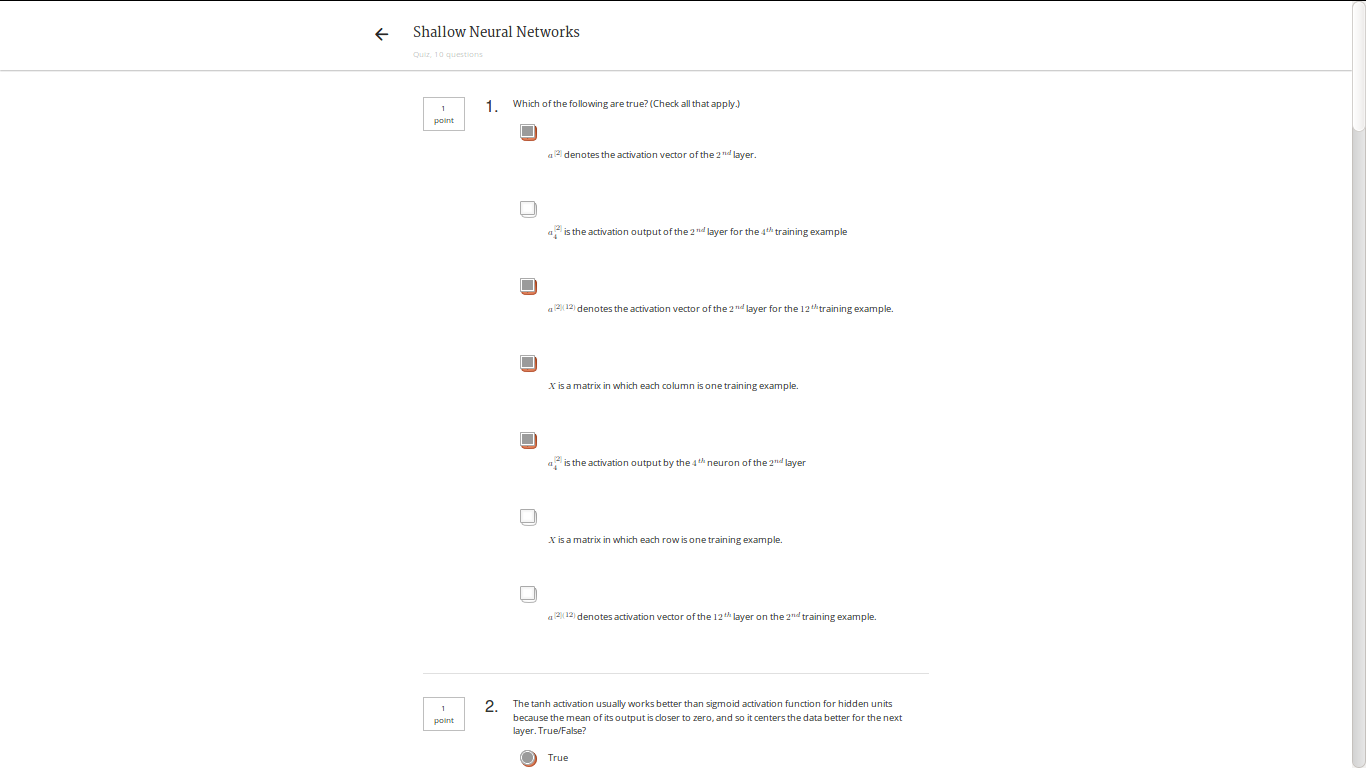 Shallow Neural Networks
Quiz, 10 questions
1
point
1.
Which of the following are true? (Check all that apply.)
a^[2] denotes the activation vector of the 2^nd layer.
a_4^[2] is the activation output of the 2^nd layer for the 4^th training example
a^[2](12) denotes the activation vector of the 2^nd layer for the 12^th training example.
X is a matrix in which each column is one training example.
a_4^[2] is the activation output by the 4^th neuron of the 2^nd layer
X is a matrix in which each row is one training example.
a^[2](12) denotes activation vector of the 12^th layer on the 2^nd training example.
1
point
2.
The tanh activation usually works better than sigmoid activation function for hidden units
because the mean of its output is closer to zero, and so it centers the data better for the next
layer. True/False?
True